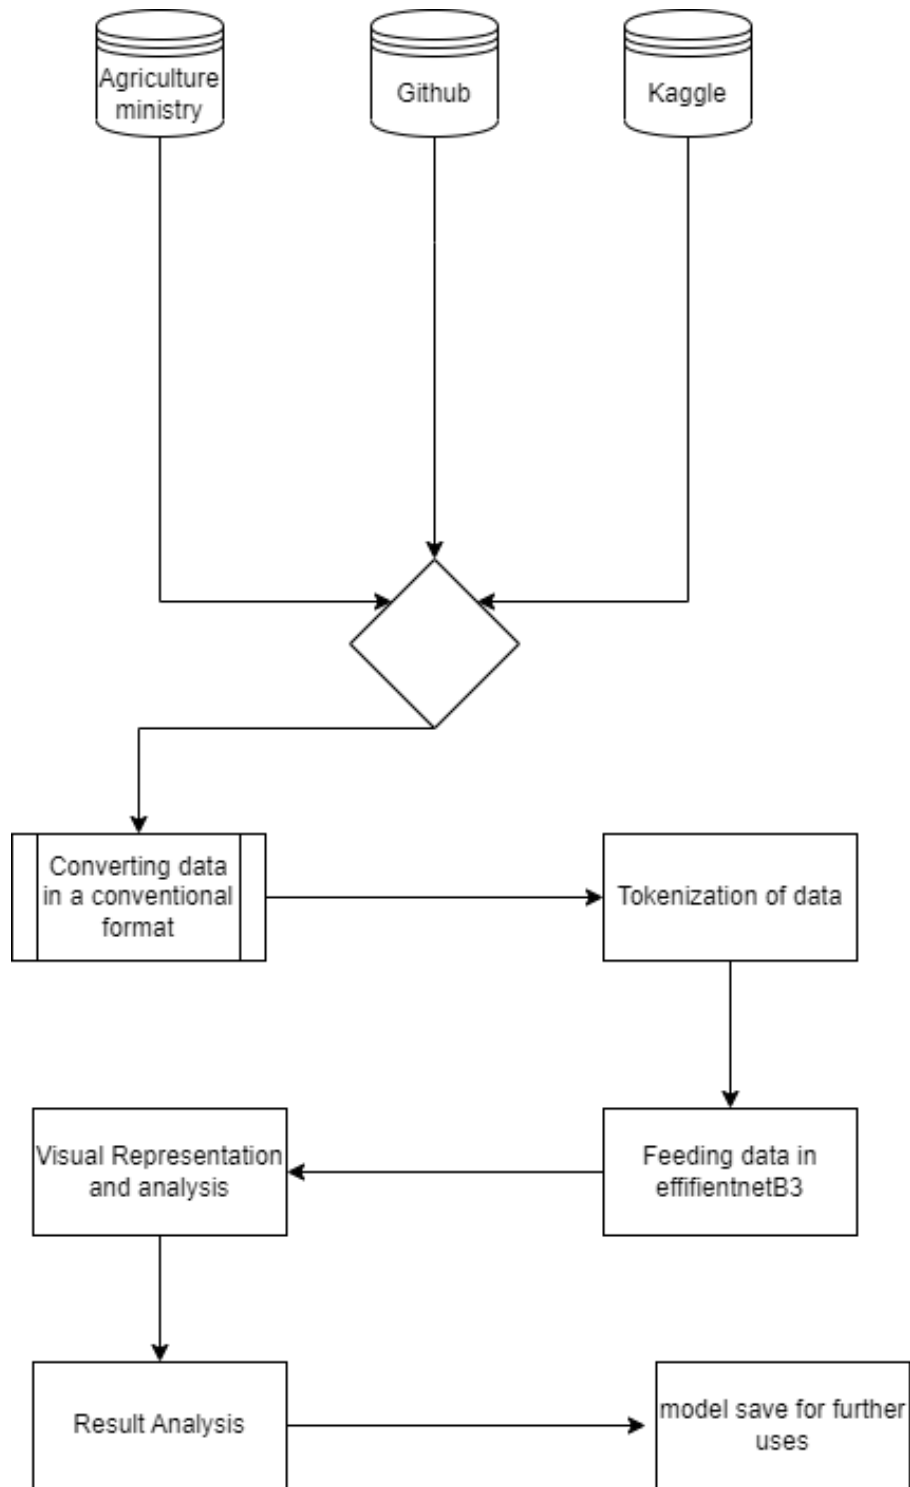 Agriculture
ministry
Github
Kaggle
Converting data
in a conventional
format
Tokenization of data
Visual Representation
and analysis
Feeding data in
effifientnetB3
Result Analysis
model save for further
uses